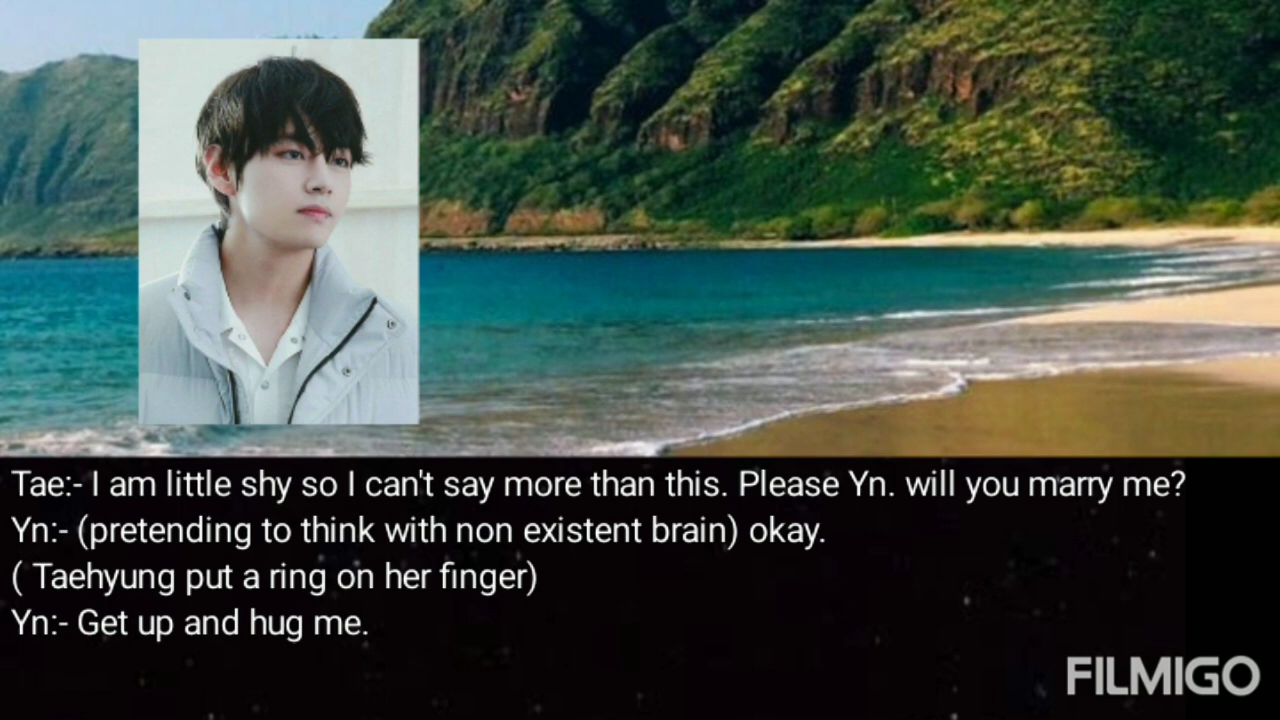 Tae:- I am little shy so I can't say more than this. Please Yn. will you marry me?
Yn:- (pretending to think with non existent brain) okay.
( Taehyung put a ring on her finger)
Yn:- Get up and hug me.
FILMIGO